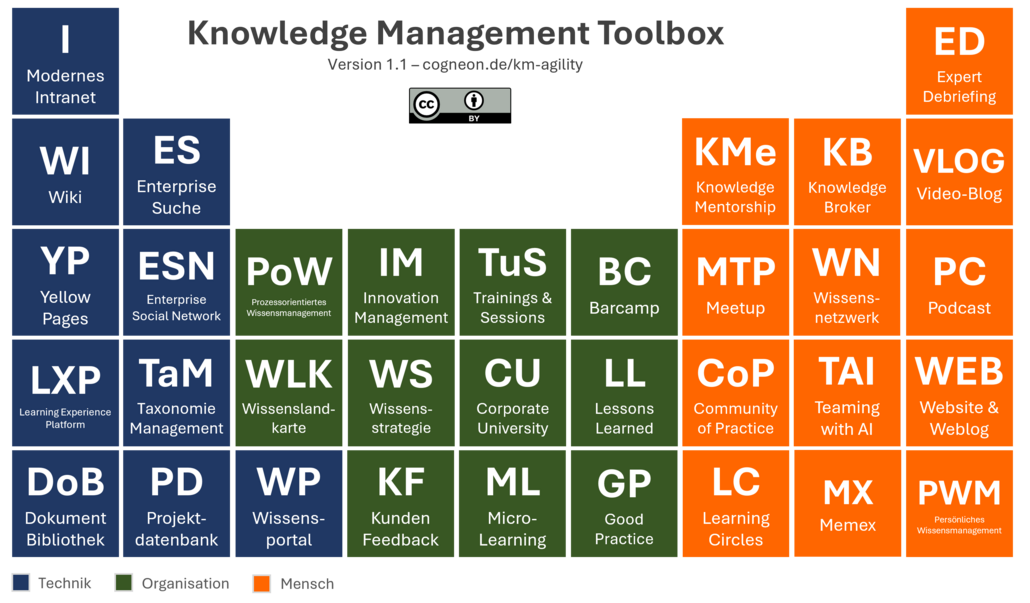 Knowledge Management Toolbox
Version 1.1 – cogneon.de/km-agility
cc
BY
I
Modernes
Intranet
ED
Expert
Debriefing
WI
Wiki
ES
Enterprise
Suche
KMe
Knowledge
Mentorship
KB
Knowledge
Broker
VLOG
Video-Blog
YP
Yellow
Pages
ESN
Enterprise
Social Network
PoW
Prozessorientiertes
Wissensmanagement
IM
Innovation
Management
TuS
Trainings &
Sessions
BC
Barcamp
MTP
Meetup
WN
Wissens-
netzwerk
PC
Podcast
LXP
Learning Experience
Platform
TaM
Taxonomie
Management
WLK
Wissensland-
karte
WS
Wissens-
strategie
CU
Corporate
University
LL
Lessons
Learned
CoP
Community
of Practice
TAI
Teaming
with AI
WEB
Website &
Weblog
DoB
Dokument
Bibliothek
PD
Projekt-
datenbank
WP
Wissens-
portal
KF
Kunden
Feedback
ML
Micro-
Learning
GP
Good
Practice
LC
Learning
Circles
MX
Memex
PWM
Persönliches
Wissensmanagement
Technik
Organisation
Mensch